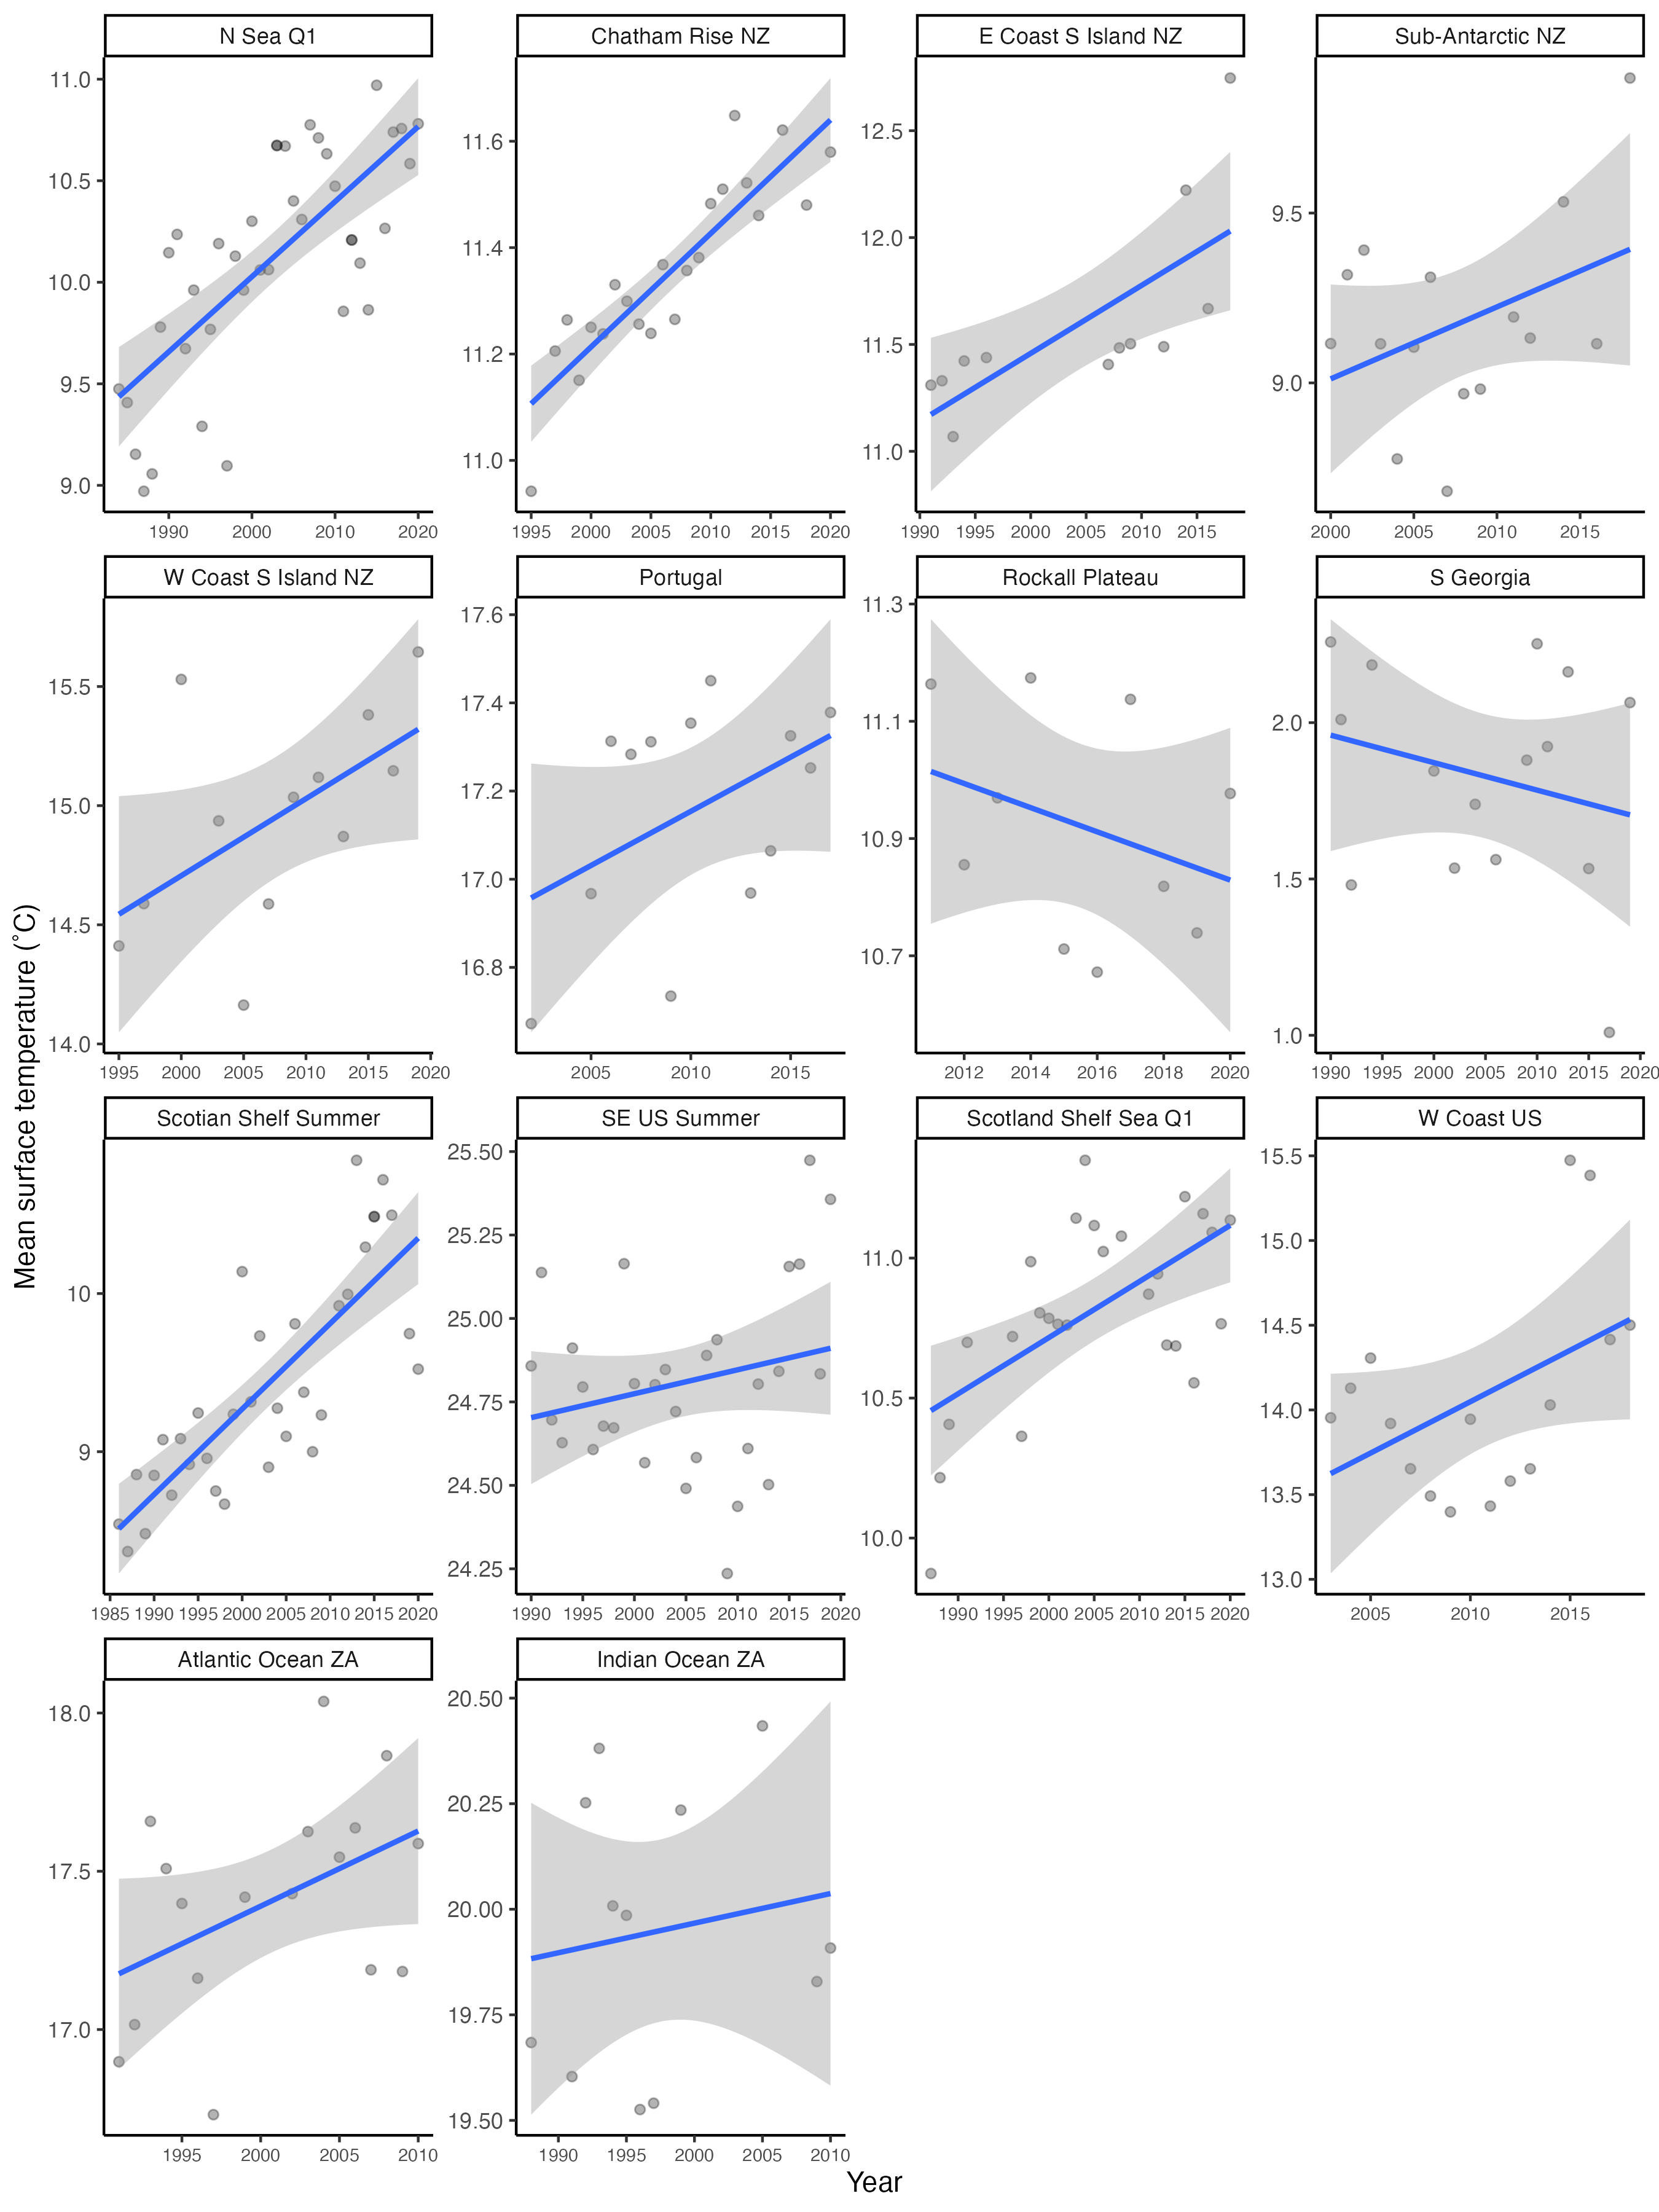 N Sea Q1 Chatham Rise NZ E Coast S Island NZ Sub-Antarctic NZ
11.0
10.5
10.0
9.5
9.0
11.6
11.4
11.2
11.0
12.5
12.0
11.5
11.0
9.5
9.0
1990 2000 2010 2020
1995 2000 2005 2010 2015 2020
1990 1995 2000 2005 2010 2015
2000 2005 2010 2015
W Coast S Island NZ Portugal Rockall Plateau S Georgia
15.5
15.0
14.5
14.0
17.6
17.4
17.2
17.0
16.8
11.3
11.1
10.9
10.7
2.0
1.5
1.0
1995 2000 2005 2010 2015 2020
2005 2010 2015
2012 2014 2016 2018 2020
1990 1995 2000 2005 2010 2015 2020
Mean surface temperature (˚C)
Scotian Shelf Summer SE US Summer Scotland Shelf Sea Q1 W Coast US
10
9
25.50
25.25
25.00
24.75
24.50
24.25
11.0
10.5
10.0
15.5
15.0
14.5
14.0
13.5
13.0
1985 1990 1995 2000 2005 2010 2015 2020
1990 1995 2000 2005 2010 2015 2020
1990 1995 2000 2005 2010 2015 2020
2005 2010 2015
Atlantic Ocean ZA Indian Ocean ZA
18.0
17.5
17.0
20.50
20.25
20.00
19.75
19.50
1995 2000 2005 2010
1990 1995 2000 2005 2010
Year